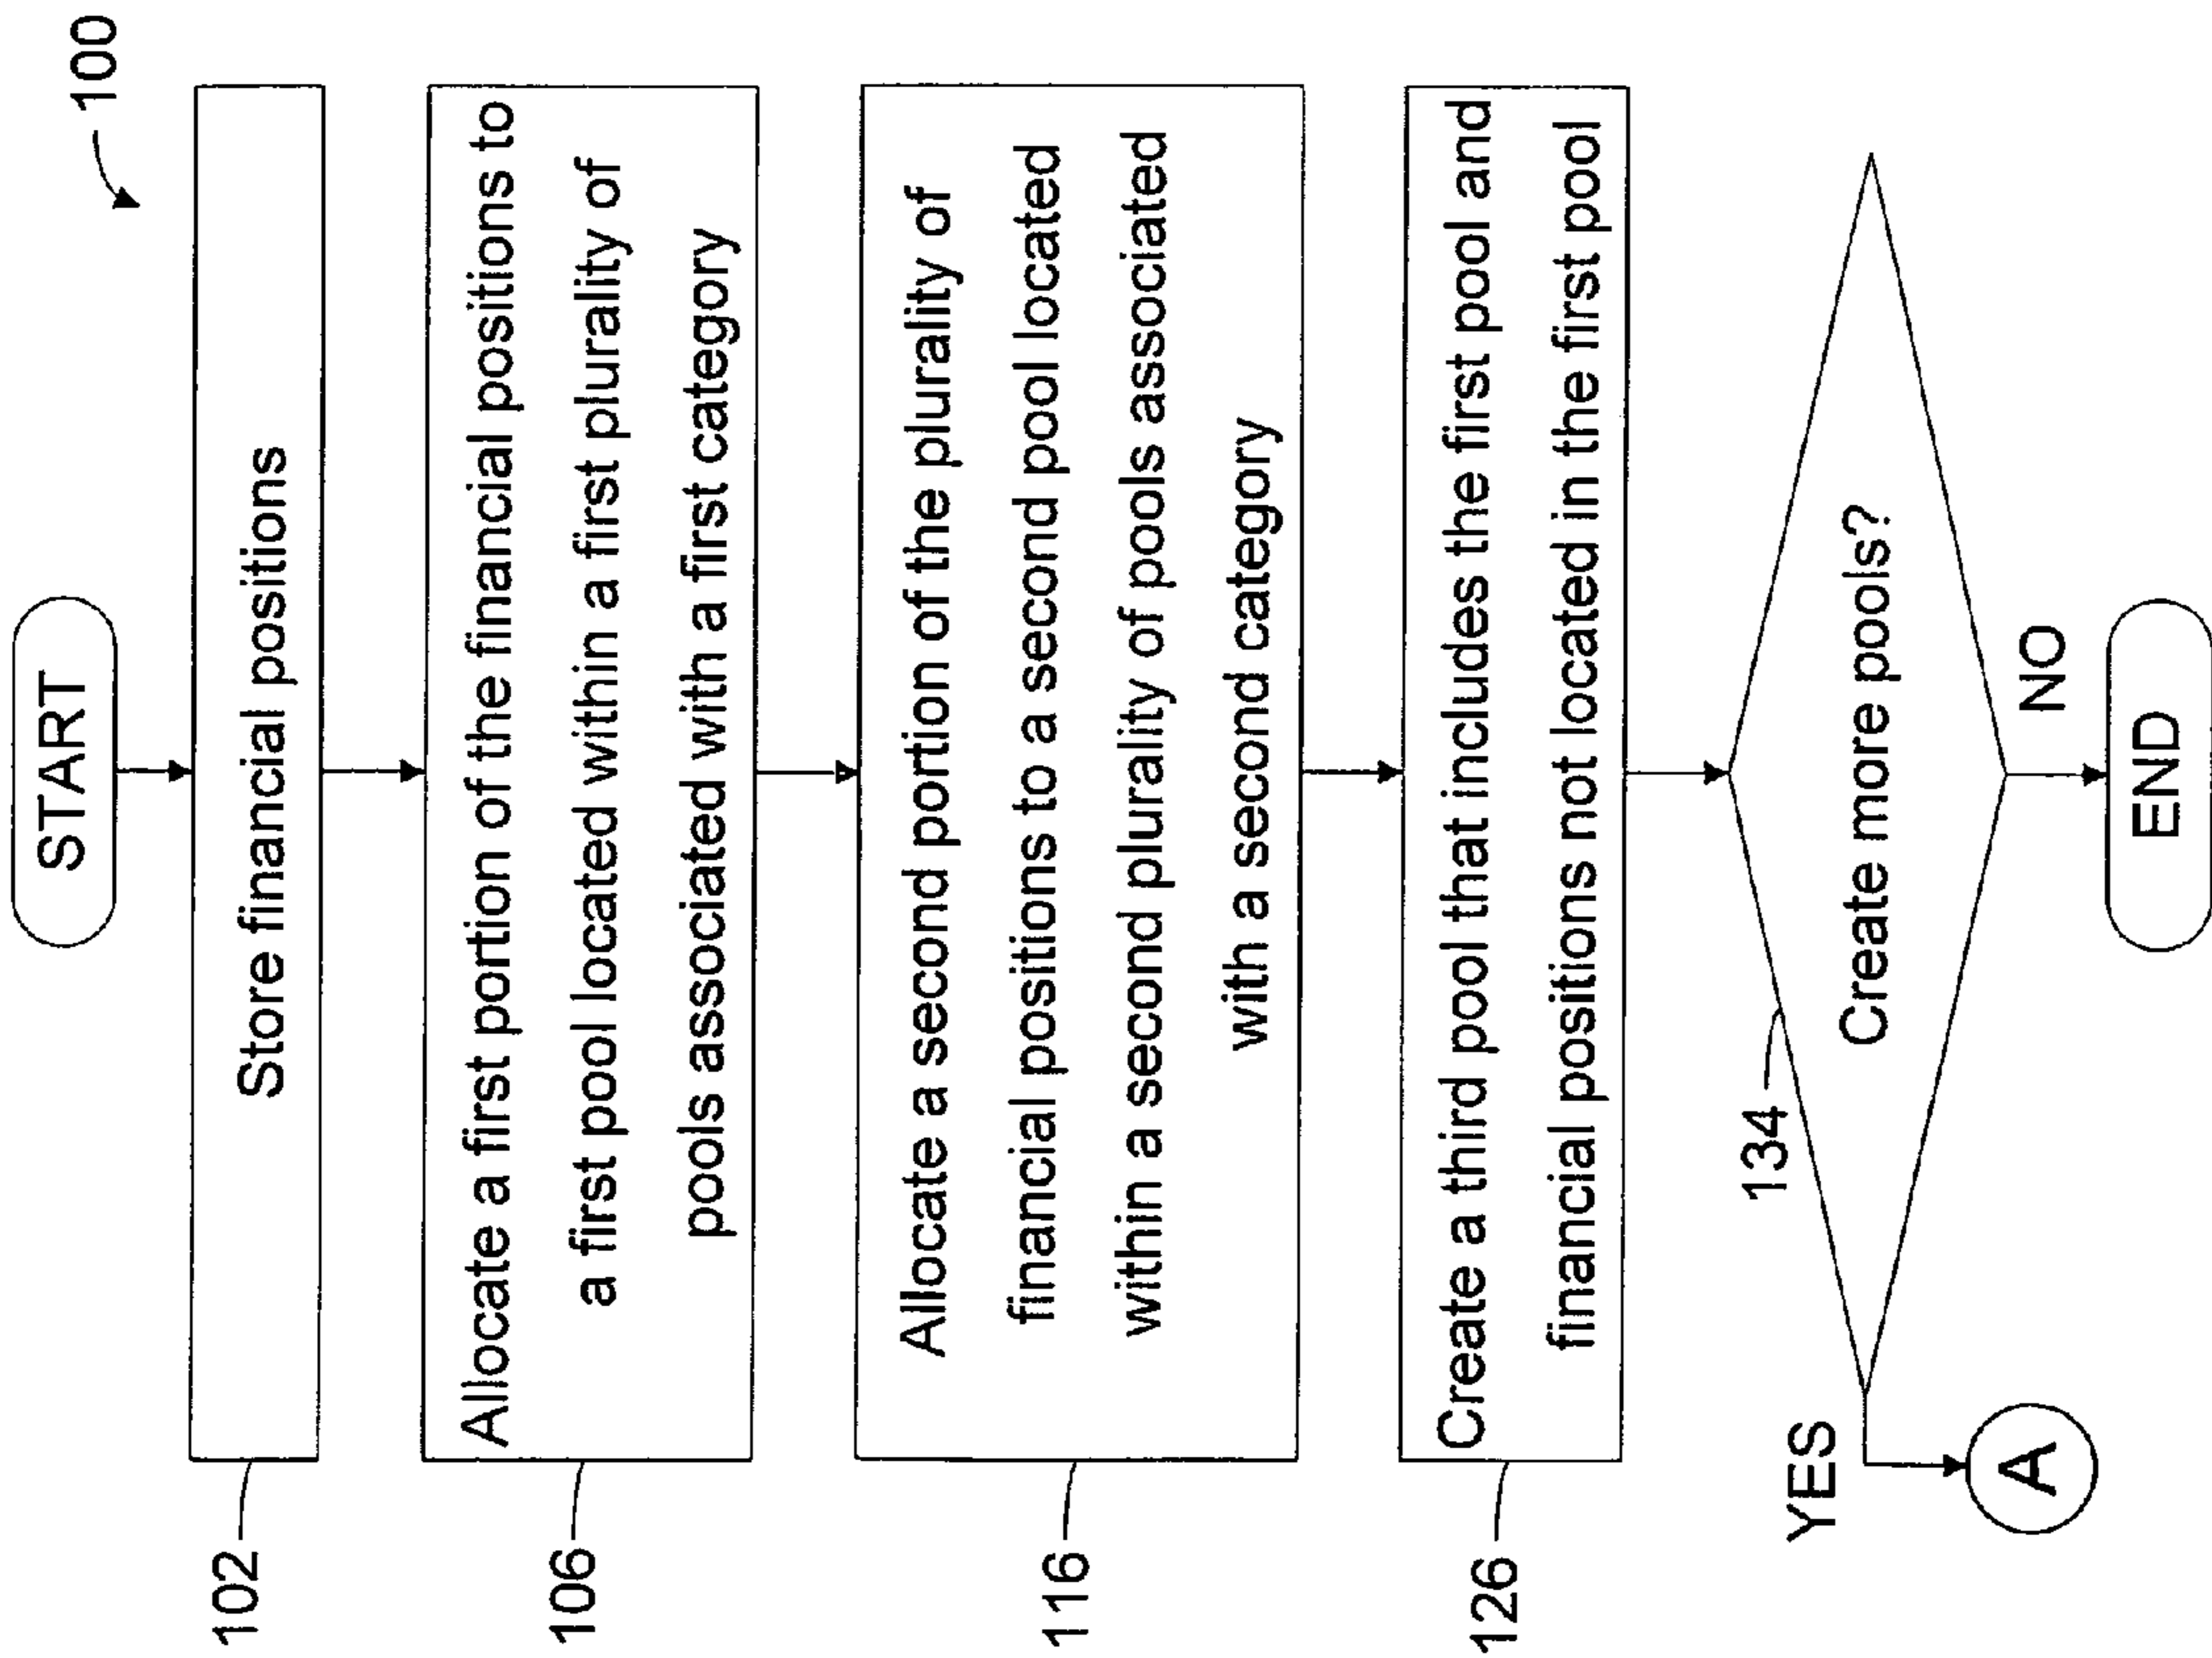 100
START
102
Store financial positions
106
Allocate a first portion of the financial positions to
a first pool located within a first plurality of
pools associated with a first category
116
Allocate a second portion of the plurality of
financial positions to a second pool located
within a second plurality of pools associated
with a second category
126
Create a third pool that includes the first pool and
financial positions not located in the first pool
134
Create more pools?
YES
NO
A
END